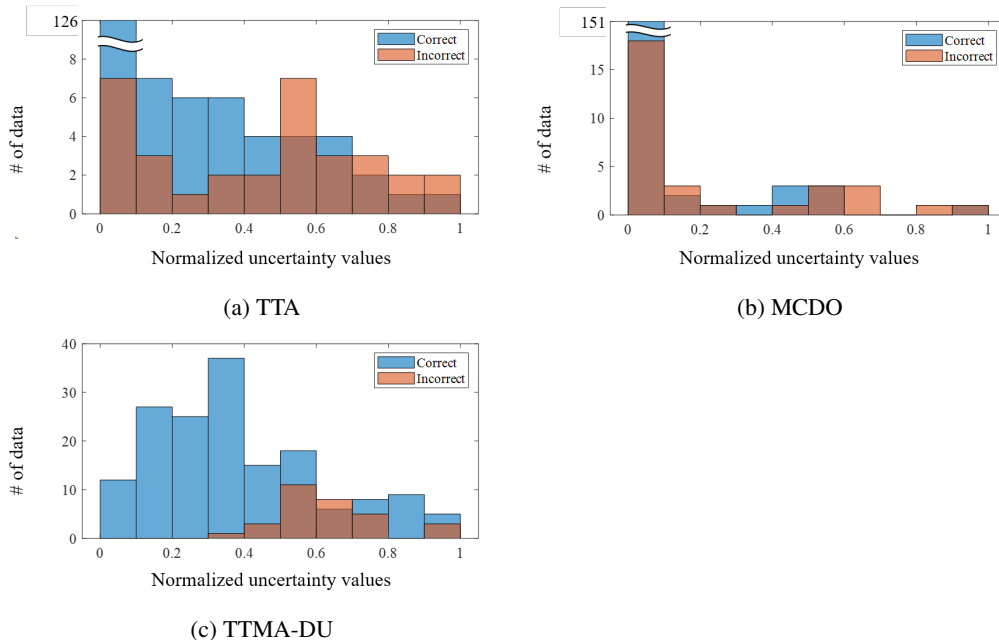 126
8
6
4
2
0
# of data
Correct
Incorrect
0 0.2 0.4 0.6 0.8 1
Normalized uncertainty values
(a) TTA
151
15
10
5
0
# of data
Correct
Incorrect
0 0.2 0.4 0.6 0.8 1
Normalized uncertainty values
(b) MCDO
40
30
20
10
0
# of data
Correct
Incorrect
0 0.2 0.4 0.6 0.8 1
Normalized uncertainty values
(c) TTMA-DU